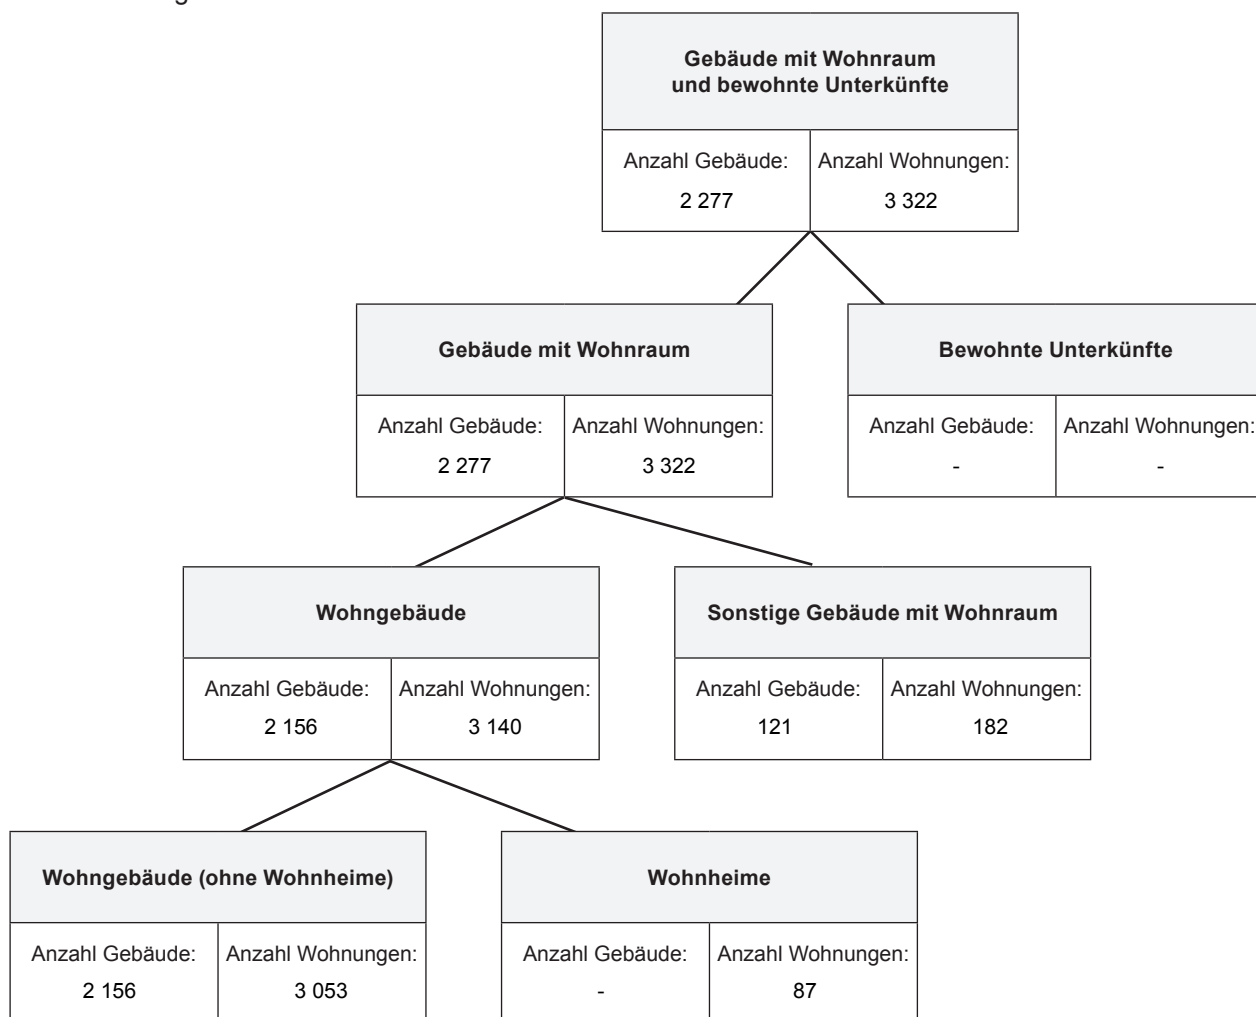 Gebäude mit Wohnraum
und bewohnte Unterkünfte
Anzahl Gebäude:
2 277
Anzahl Wohnungen:
3 322
Gebäude mit Wohnraum
Anzahl Gebäude:
2 277
Anzahl Wohnungen:
3 322
Bewohnte Unterkünfte
Anzahl Gebäude:
-
Anzahl Wohnungen:
-
Wohngebäude
Anzahl Gebäude:
2 156
Anzahl Wohnungen:
3 140
Sonstige Gebäude mit Wohnraum
Anzahl Gebäude:
121
Anzahl Wohnungen:
182
Wohngebäude (ohne Wohnheime)
Anzahl Gebäude:
2 156
Anzahl Wohnungen:
3 053
Wohnheime
Anzahl Gebäude:
-
Anzahl Wohnungen:
87